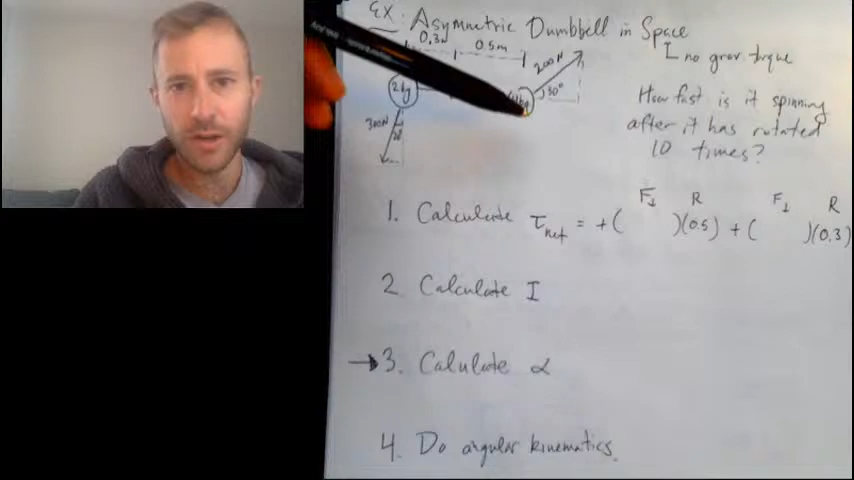 EX: Asymmetric Dumbbell in Space
0.3m 0.5m
200N
I no grav torque
2kg
30°
300N
How fast is it spinning
after it has rotated
10 times?
F⊥ R F⊥ R
1. Calculate τnet = +( )(0.5) + ( )(0.3)
2 Calculate I
→ 3. Calulate α
4. Do angular kinematics.